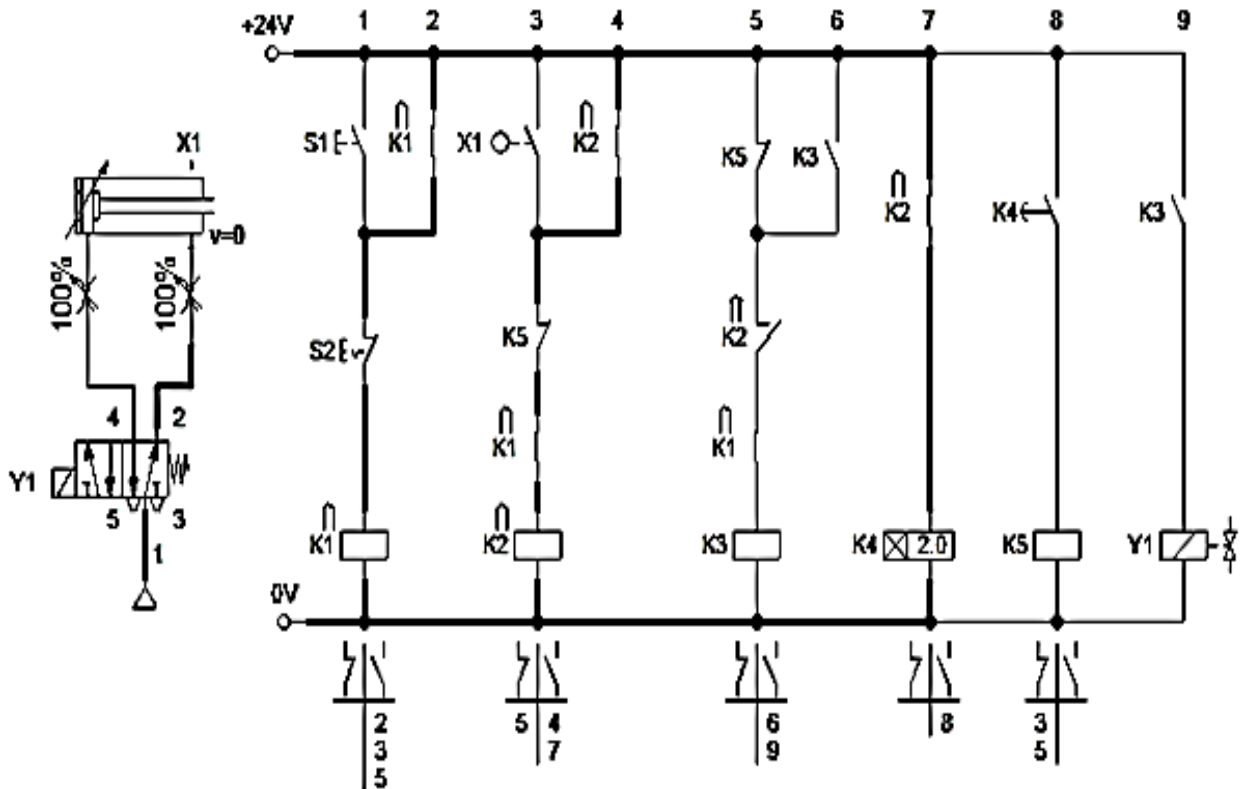 1 2 3 4 5 6 7 8 9
+24V
X1
S1 K1 X1 K2 K5 K3 K2 K4 K3
v=0
100% 100%
S2 K5 K2
4 2
K1 K1
Y1
5 3
K1 K2 K3 K4 2.0 K5 Y1
1
0V
2 5 4 6 8 3
3 7 9 5
5